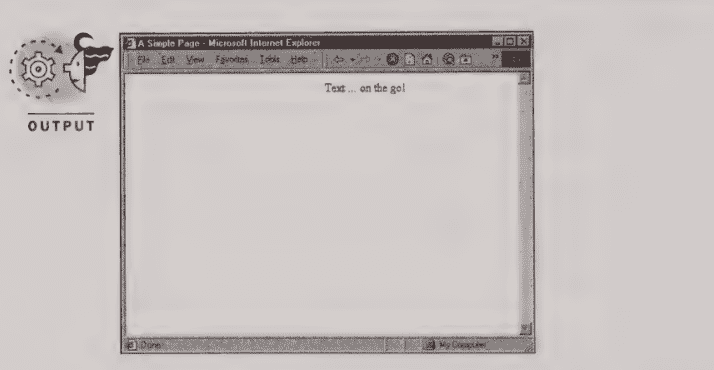 A Simple Page - Microsoft Internet Explorer
File Edit View Favorites Tools Help »
Text ... on the go!
OUTPUT
Done My Computer